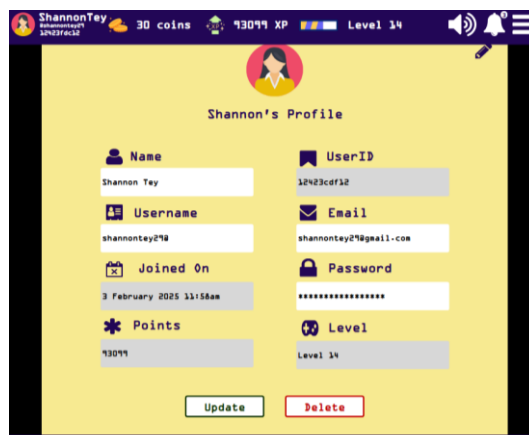 ShannonTey
@shannontey29
12423fdc12
30 coins
93099 XP
Level 14
Shannon's Profile
Name
UserID
Shannon Tey
12423cdf12
Username
Email
shannontey290
shannontey29@gmail.com
Joined On
Password
3 February 2025 11:58am
*****************
Points
Level
93099
Level 14
Update
Delete